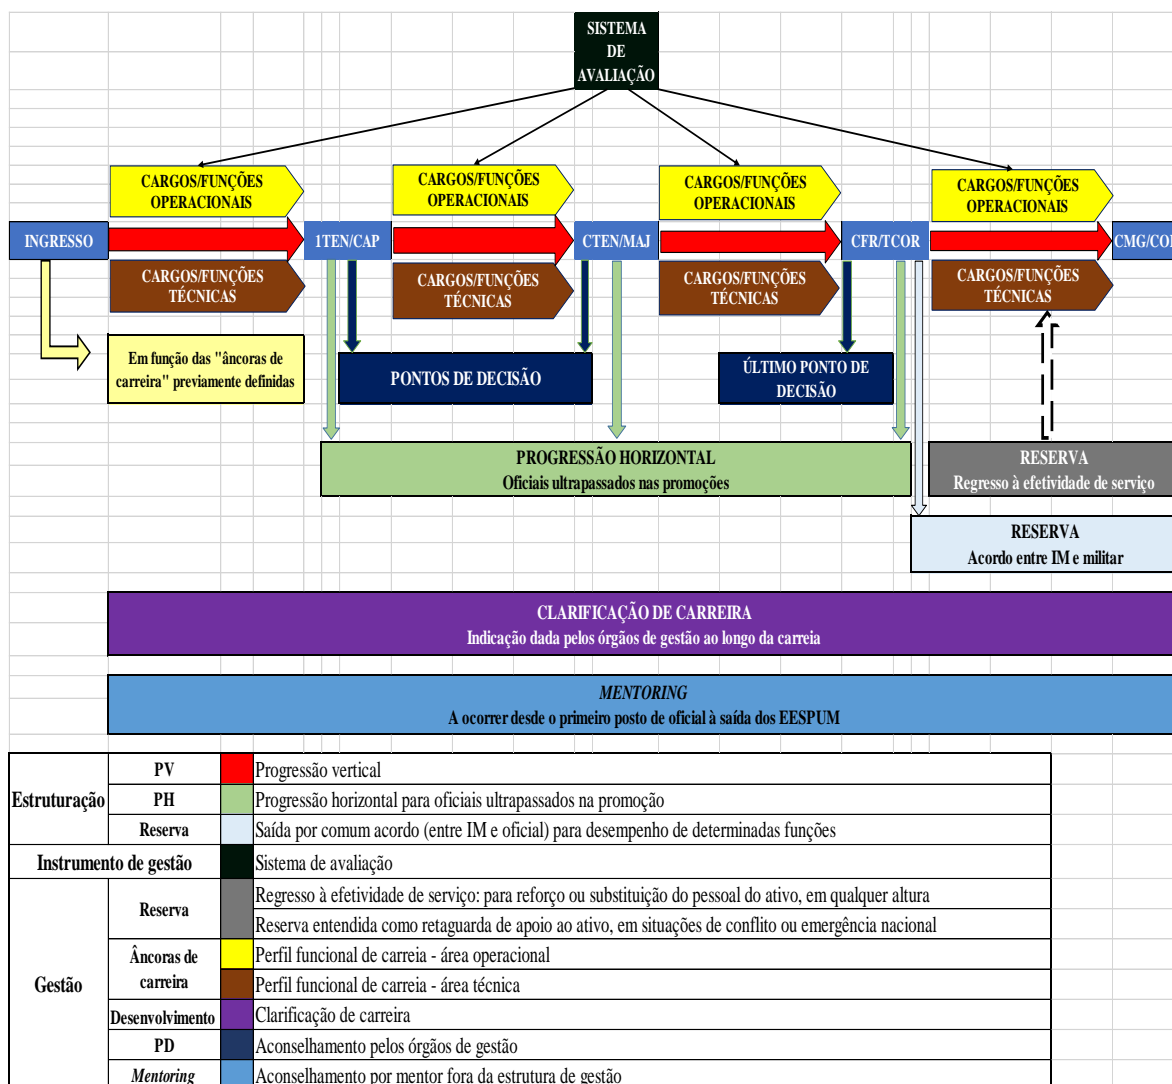 SISTEMA
DE
AVALIAÇÃO
CARGOS/FUNÇÕES
OPERACIONAIS
CARGOS/FUNÇÕES
OPERACIONAIS
CARGOS/FUNÇÕES
OPERACIONAIS
CARGOS/FUNÇÕES
OPERACIONAIS
INGRESSO
1TEN/CAP
CTEN/MAJ
CFR/TCOR
CMG/CO
CARGOS/FUNÇÕES
TÉCNICAS
CARGOS/FUNÇÕES
TÉCNICAS
CARGOS/FUNÇÕES
TÉCNICAS
CARGOS/FUNÇÕES
TÉCNICAS
Em função das "âncoras de
carreira" previamente definidas
PONTOS DE DECISÃO
ÚLTIMO PONTO DE
DECISÃO
PROGRESSÃO HORIZONTAL
Oficiais ultrapassados nas promoções
RESERVA
Regresso à efetividade de serviço
RESERVA
Acordo entre IM e militar
CLARIFICAÇÃO DE CARREIRA
Indicação dada pelos órgãos de gestão ao longo da carreia
MENTORING
A ocorrer desde o primeiro posto de oficial à saída dos EESPUM
Estruturação
PV Progressão vertical
PH Progressão horizontal para oficiais ultrapassados na promoção
Reserva Saída por comum acordo (entre IM e oficial) para desempenho de determinadas funções
Instrumento de gestão Sistema de avaliação
Gestão
Reserva
Regresso à efetividade de serviço: para reforço ou substituição do pessoal do ativo, em qualquer altura
Reserva entendida como retaguarda de apoio ao ativo, em situações de conflito ou emergência nacional
Âncoras de
carreira
Perfil funcional de carreia - área operacional
Perfil funcional de carreia - área técnica
Desenvolvimento Clarificação de carreira
PD Aconselhamento pelos órgãos de gestão
Mentoring Aconselhamento por mentor fora da estrutura de gestão